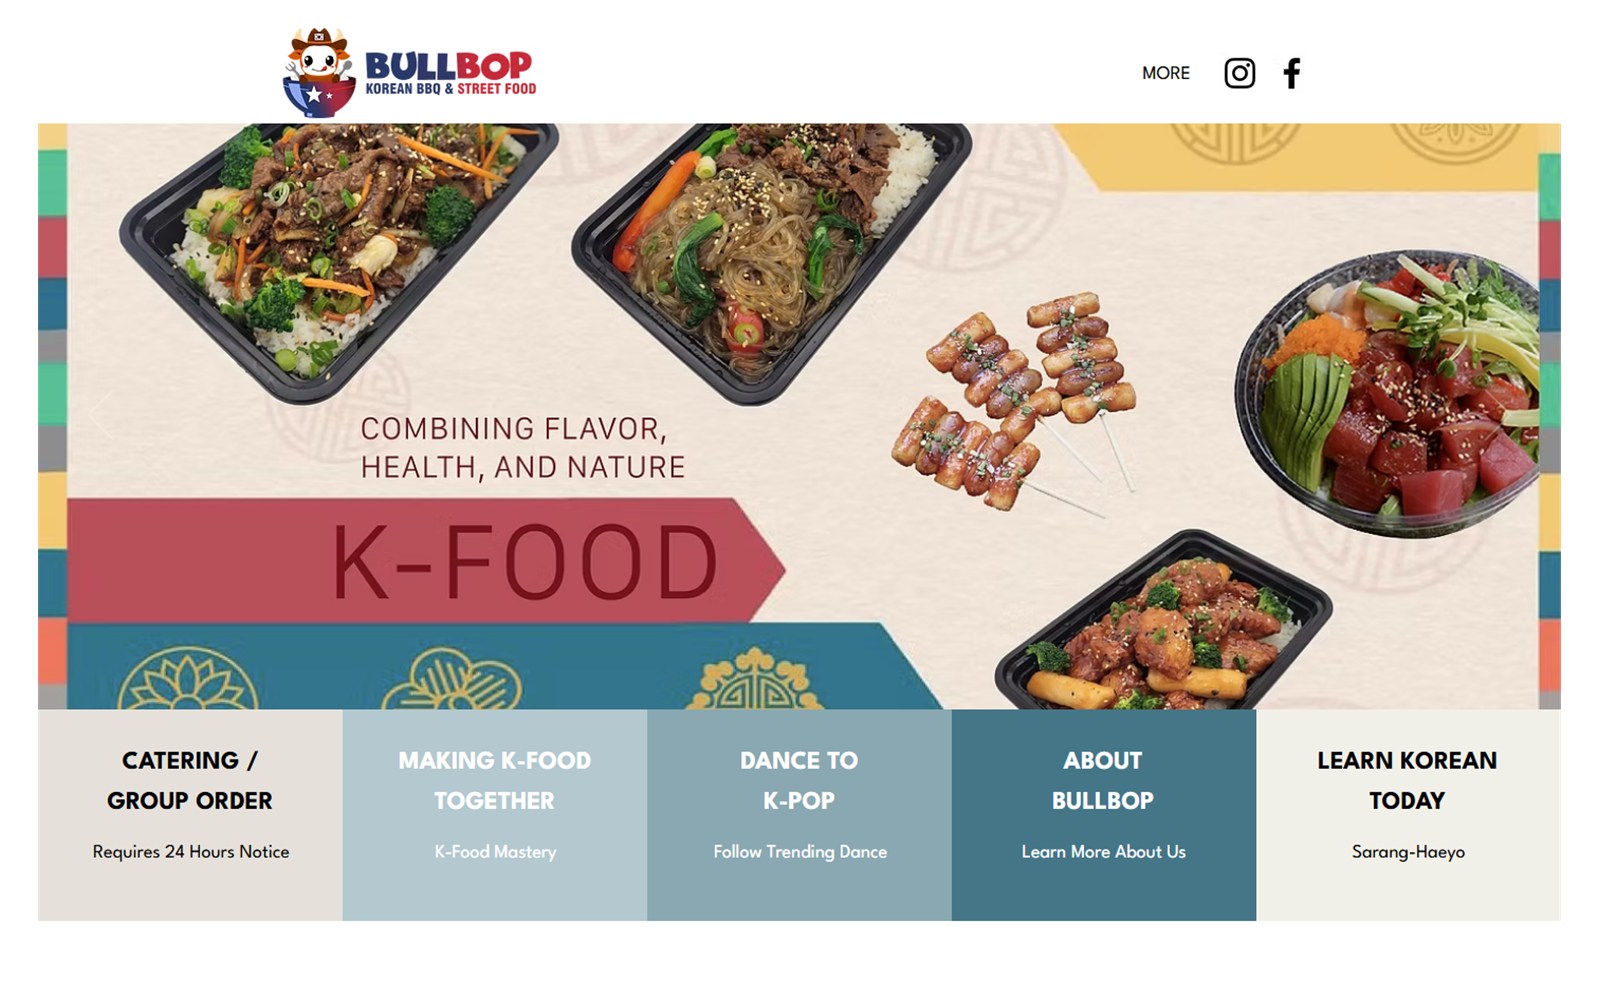 BULLBOP
KOREAN BBQ & STREET FOOD
MORE
COMBINING FLAVOR,
HEALTH, AND NATURE
K-FOOD
CATERING /
GROUP ORDER
Requires 24 Hours Notice
MAKING K-FOOD
TOGETHER
K-Food Mastery
DANCE TO
K-POP
Follow Trending Dance
ABOUT
BULLBOP
Learn More About Us
LEARN KOREAN
TODAY
Sarang-Haeyo